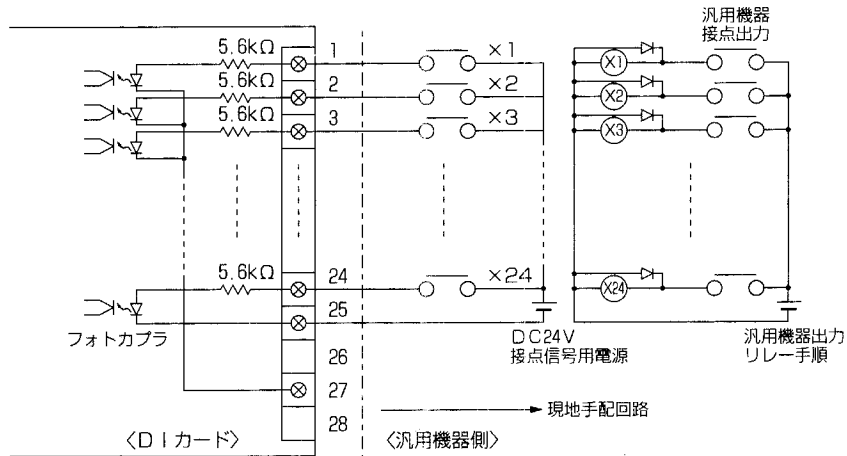 汎用機器
接点出力
5.6kΩ
1
×1
X1
5.6kΩ
2
×2
X2
5.6kΩ
3
×3
X3
5.6kΩ
24
×24
X24
25
フォトカプラ
DC24V
接点信号用電源
汎用機器出力
リレー手順
26
27
28
現地手配回路
〈DIカード〉
〈汎用機器側〉